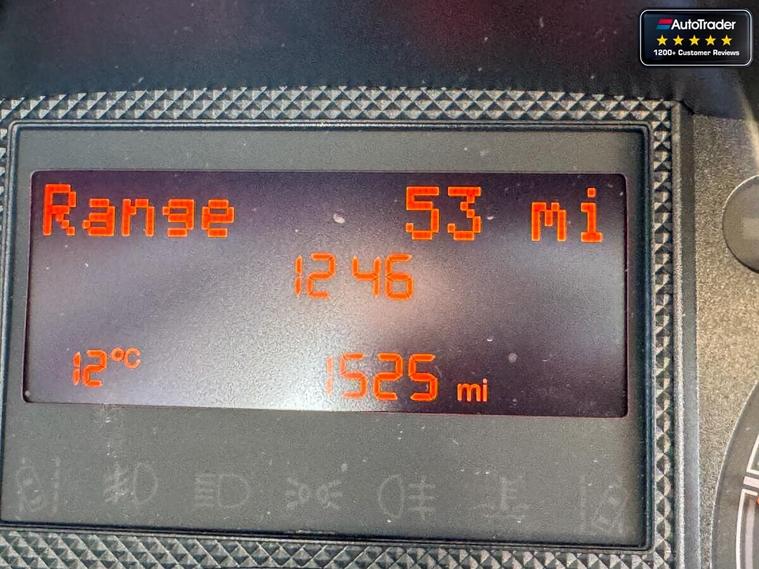 AutoTrader
1200+ Customer Reviews
Range 53 mi
12 46
12°C 1525 mi